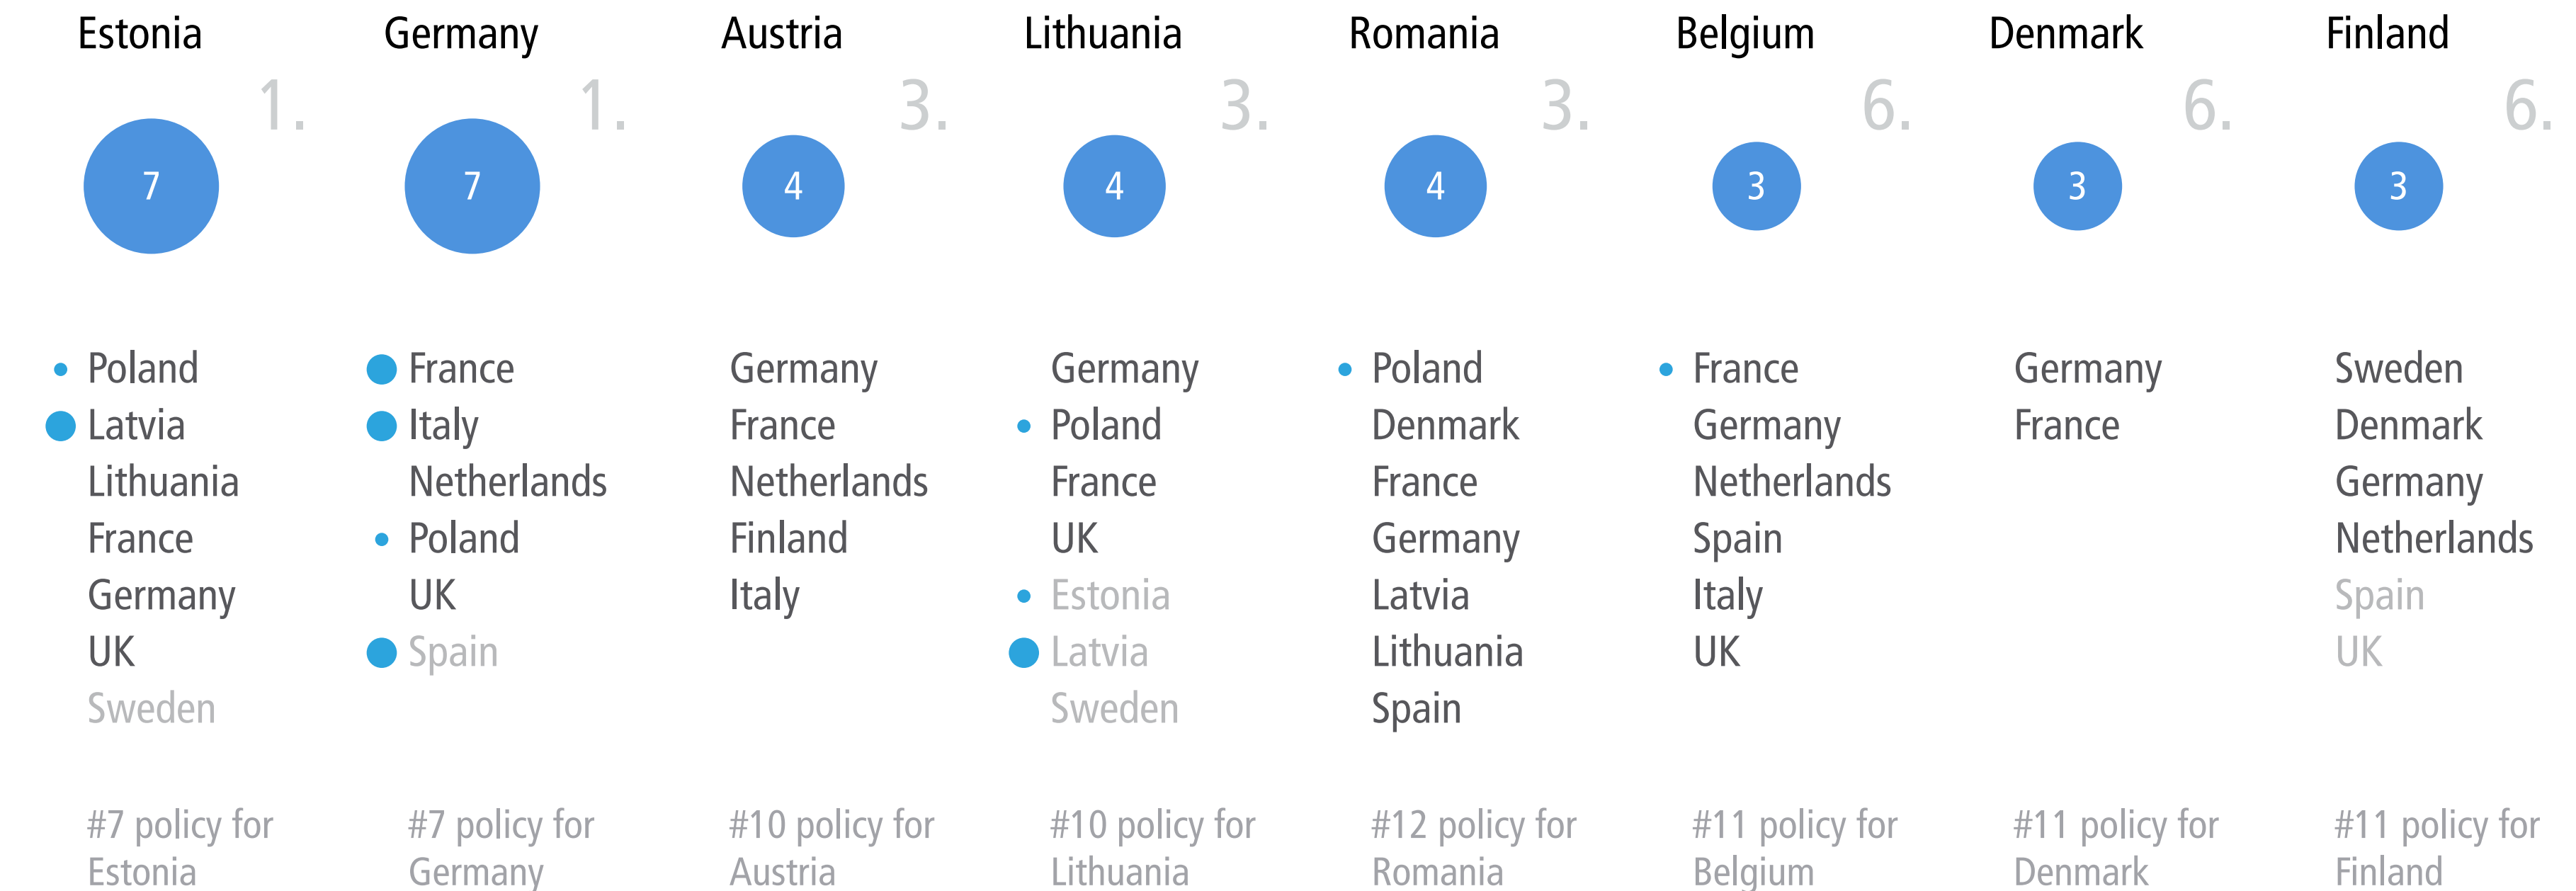 Estonia
1.
7
Poland
Latvia
Lithuania
France
Germany
UK
Sweden
#7 policy for
Estonia
Germany
1.
7
France
Italy
Netherlands
Poland
UK
Spain
#7 policy for
Germany
Austria
3.
4
Germany
France
Netherlands
Finland
Italy
#10 policy for
Austria
Lithuania
3.
4
Germany
Poland
France
UK
Estonia
Latvia
Sweden
#10 policy for
Lithuania
Romania
3.
4
Poland
Denmark
France
Germany
Latvia
Lithuania
Spain
#12 policy for
Romania
Belgium
6.
3
France
Germany
Netherlands
Spain
Italy
UK
#11 policy for
Belgium
Denmark
6.
3
Germany
France
#11 policy for
Denmark
Finland
6.
3
Sweden
Denmark
Germany
Netherlands
Spain
UK
#11 policy for
Finland